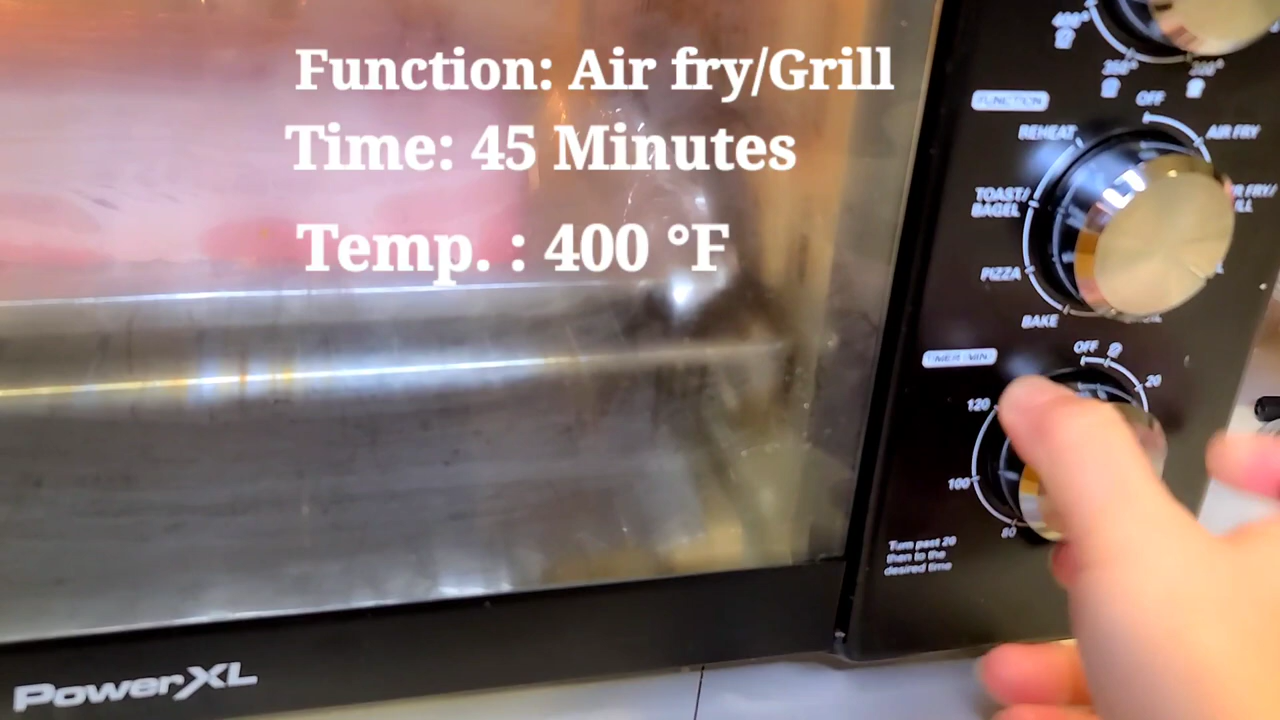 Function: Air fry/Grill
Time: 45 Minutes
Temp. : 400 °F
400°
FUNCTION
OFF
REHEAT
AIR FRY
TOAST/
BAGEL
PIZZA
BAKE
OFF
20
120
100
80
Turn past 20
then to the
desired time
PowerXL